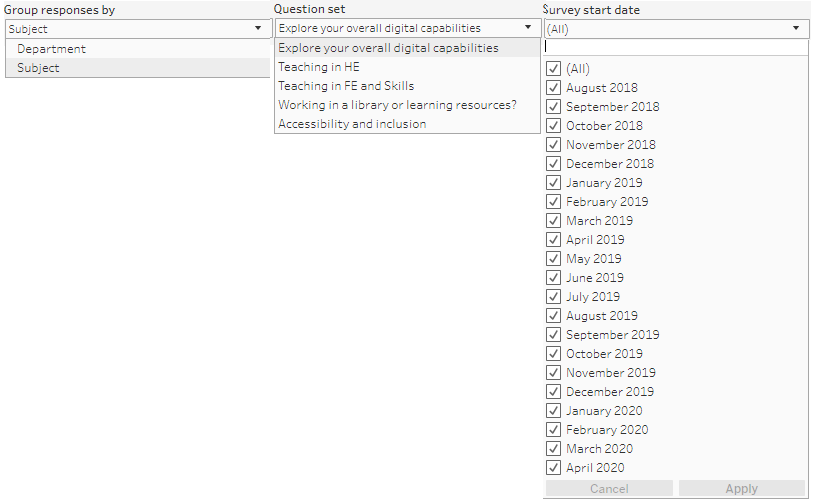 Group responses by
Subject
Department
Subject
Question set
Explore your overall digital capabilities
Explore your overall digital capabilities
Teaching in HE
Teaching in FE and Skills
Working in a library or learning resources?
Accessibility and inclusion
Survey start date
(All)
(All)
August 2018
September 2018
October 2018
November 2018
December 2018
January 2019
February 2019
March 2019
April 2019
May 2019
June 2019
July 2019
August 2019
September 2019
October 2019
November 2019
December 2019
January 2020
February 2020
March 2020
April 2020
Cancel
Apply